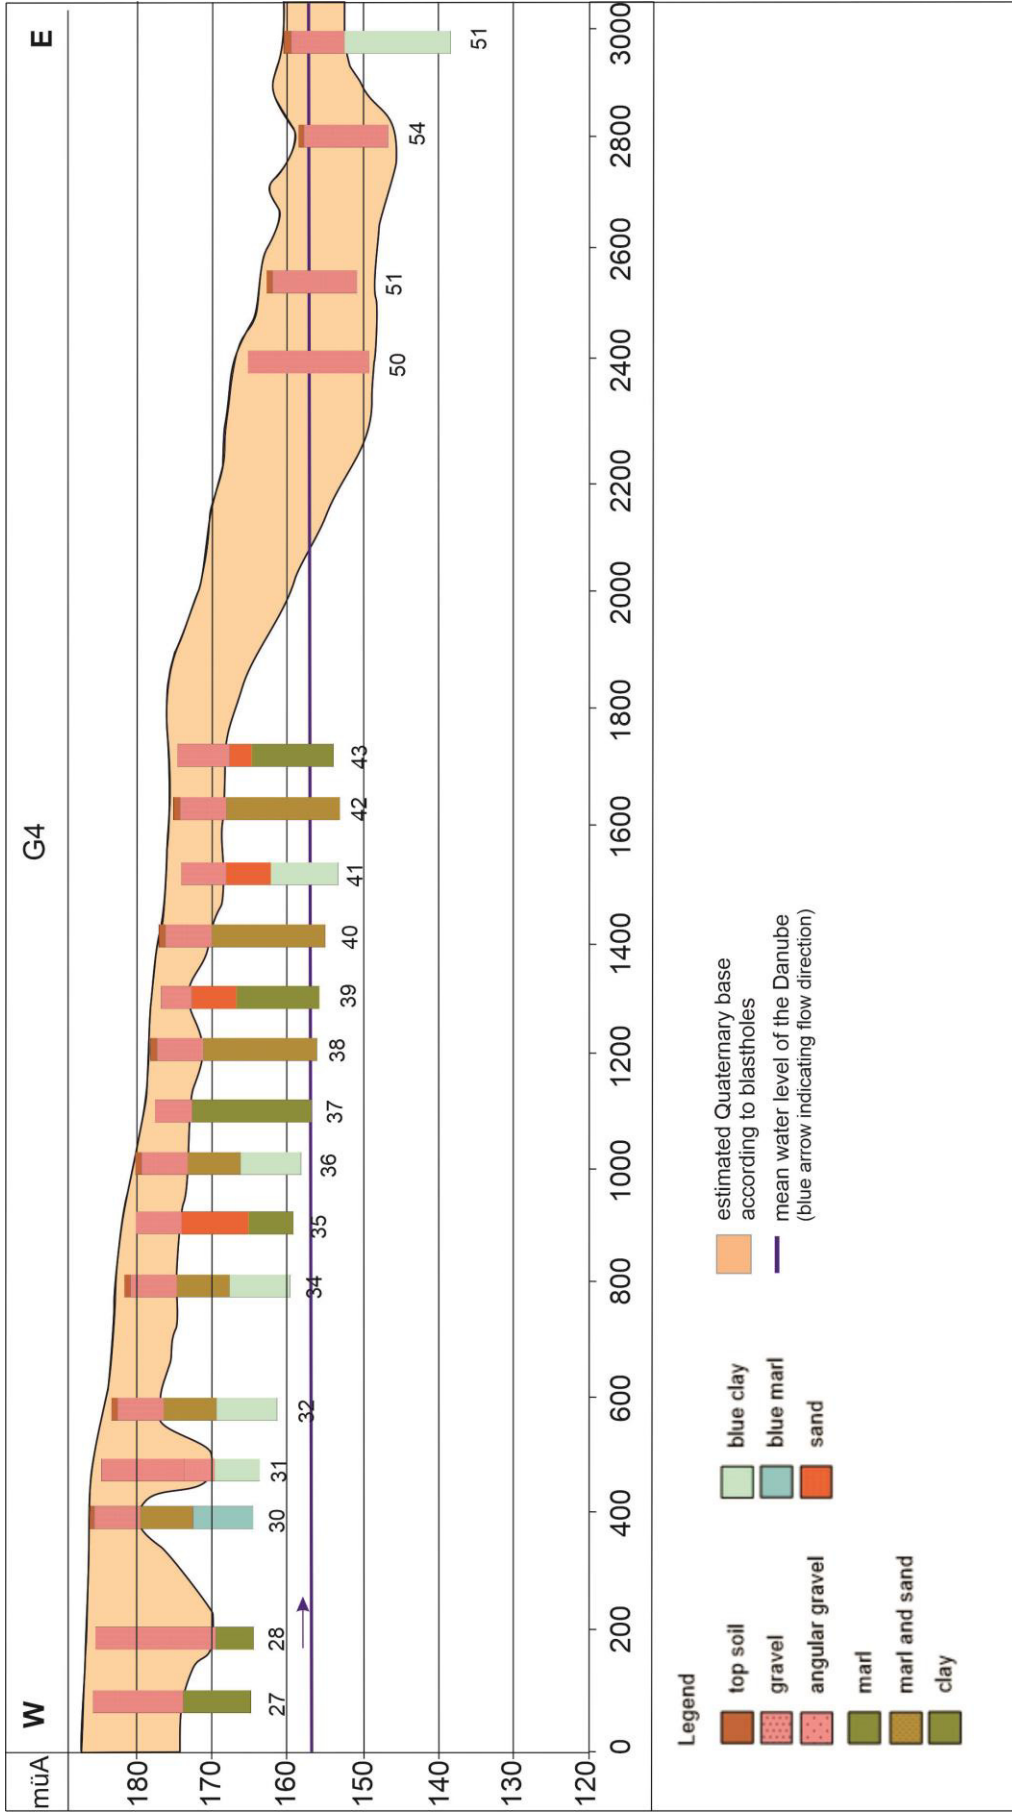 müA
W
G4
E
180
170
160
150
140
130
120
27
28
30
31
32
34
35
36
37
38
39
40
41
42
43
50
51
54
51
0
200
400
600
800
1000
1200
1400
1600
1800
2000
2200
2400
2600
2800
3000
Legend
top soil
gravel
angular gravel
marl
marl and sand
clay
blue clay
blue marl
sand
estimated Quaternary base
according to blastholes
mean water level of the Danube
(blue arrow indicating flow direction)